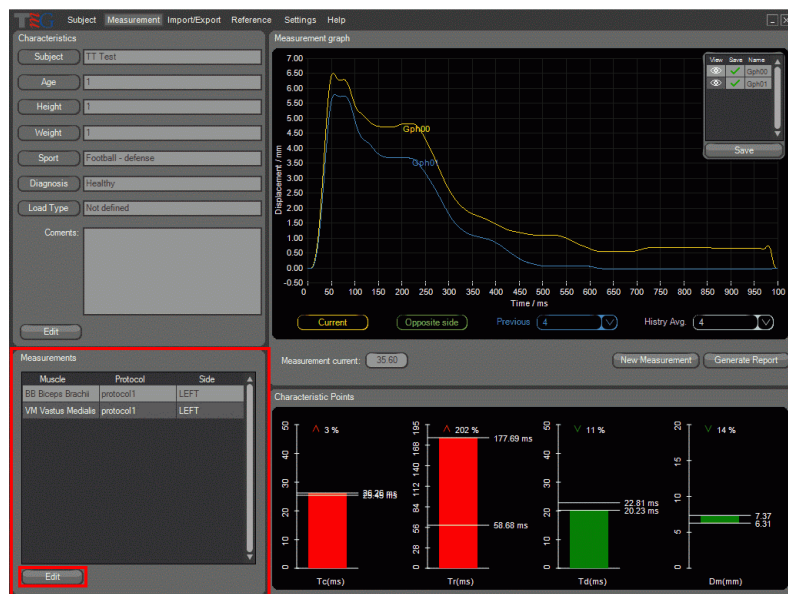 TEG Subject Measurement Import/Export Reference Settings Help
Characteristics
Subject TT Test
Age 1
Height 1
Weight 1
Sport Football - defense
Diagnosis Healthy
Load Type Not defined
Coments:
Edit
Measurement graph
7.00
6.50
6.00
5.50
5.00
4.50
4.00
3.50
3.00
2.50
2.00
1.50
1.00
0.50
0.00
-0.50
Displacement / mm
0 50 100 150 200 250 300 350 400 450 500 550 600 650 700 750 800 850 900 950 100
Time / ms
Gph00
Gph01
View Save Name
Gph00
Gph01
Save
Current Opposite side Previous 4 Histry Avg. 4
Measurements
Muscle Protocol Side
BB Biceps Brachii protocol1 LEFT
VM Vastus Medialis protocol1 LEFT
Edit
Measurement current: 35.60 New Measurement Generate Report
Characteristic Points
50
40
30
20
10
0
3 %
Tc(ms)
195
168
140
112
84
56
28
0
202 %
177.69 ms
58.68 ms
Tr(ms)
50
40
30
20
10
0
11 %
22.81 ms
20.23 ms
Td(ms)
20
15
10
5
0
14 %
7.37
6.31
Dm(mm)